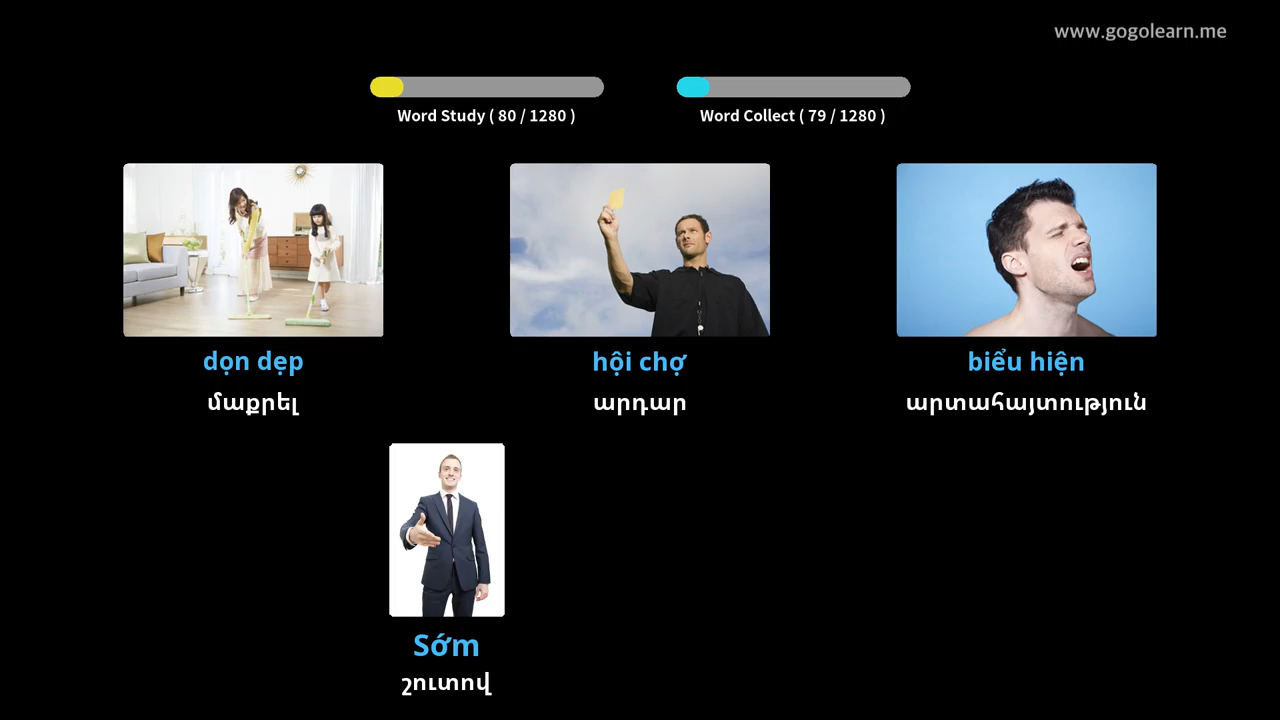 www.gogolearn.me
Word Study ( 80 / 1280 )
Word Collect ( 79 / 1280 )
dọn dẹp
մաքրել
hội chợ
արդար
biểu hiện
արտահայտություն
Sớm
շուտով